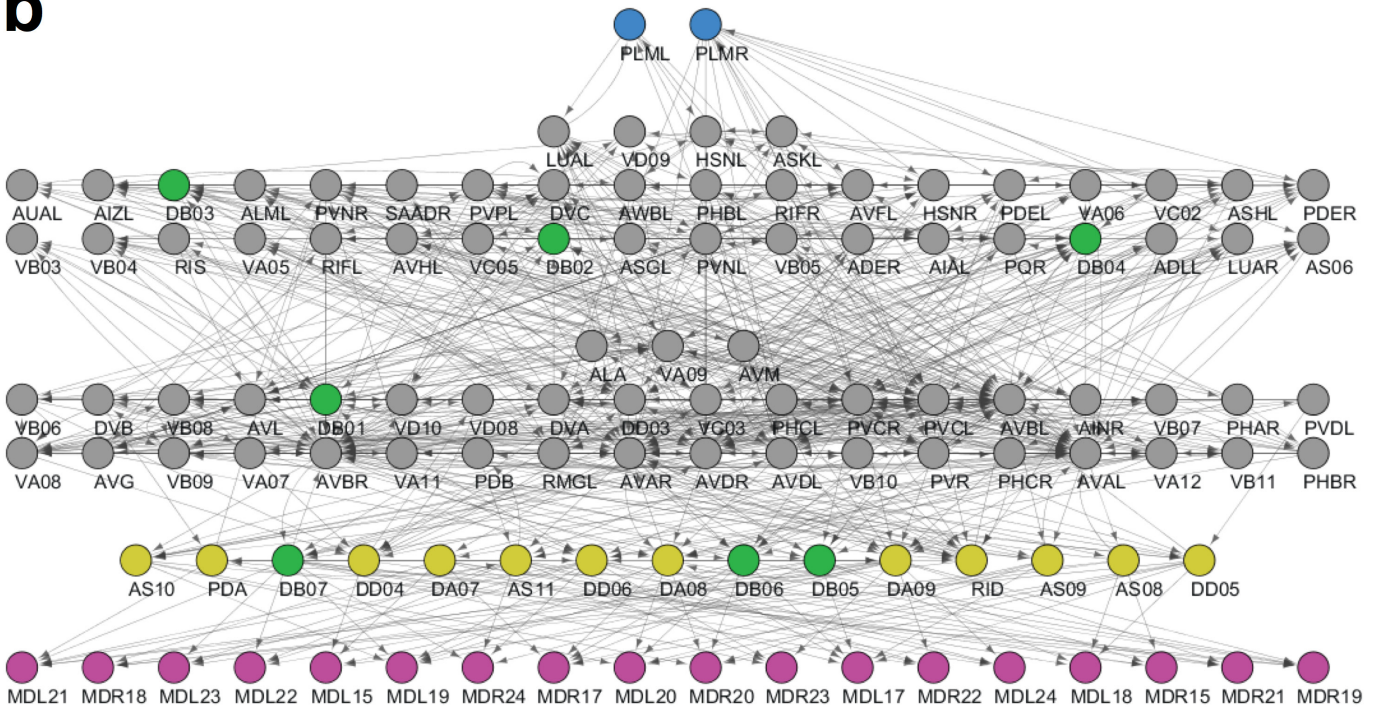 b
PLML PLMR
LUAL VD09 HSNL ASKL
AUAL AIZL DB03 ALML PVNR SAADR PVPL DVC AWBL PHBL RIFR AVFL HSNR PDEL VA06 VC02 ASHL PDER
VB03 VB04 RIS VA05 RIFL AVHL VC05 DB02 ASGL PVNL VB05 ADER AIAL PQR DB04 ADLL LUAR AS06
ALA VA09 AVM
VB06 DVB VB08 AVL DB01 VD10 VD08 DVA DD03 VC03 PHCL PVCR PVCL AVBL AINR VB07 PHAR PVDL
VA08 AVG VB09 VA07 AVBR VA11 PDB RMGL AVAR AVDR AVDL VB10 PVR PHCR AVAL VA12 VB11 PHBR
AS10 PDA DB07 DD04 DA07 AS11 DD06 DA08 DB06 DB05 DA09 RID AS09 AS08 DD05
MDL21 MDR18 MDL23 MDL22 MDL15 MDL19 MDR24 MDR17 MDL20 MDR20 MDR23 MDL17 MDR22 MDL24 MDL18 MDR15 MDR21 MDR19